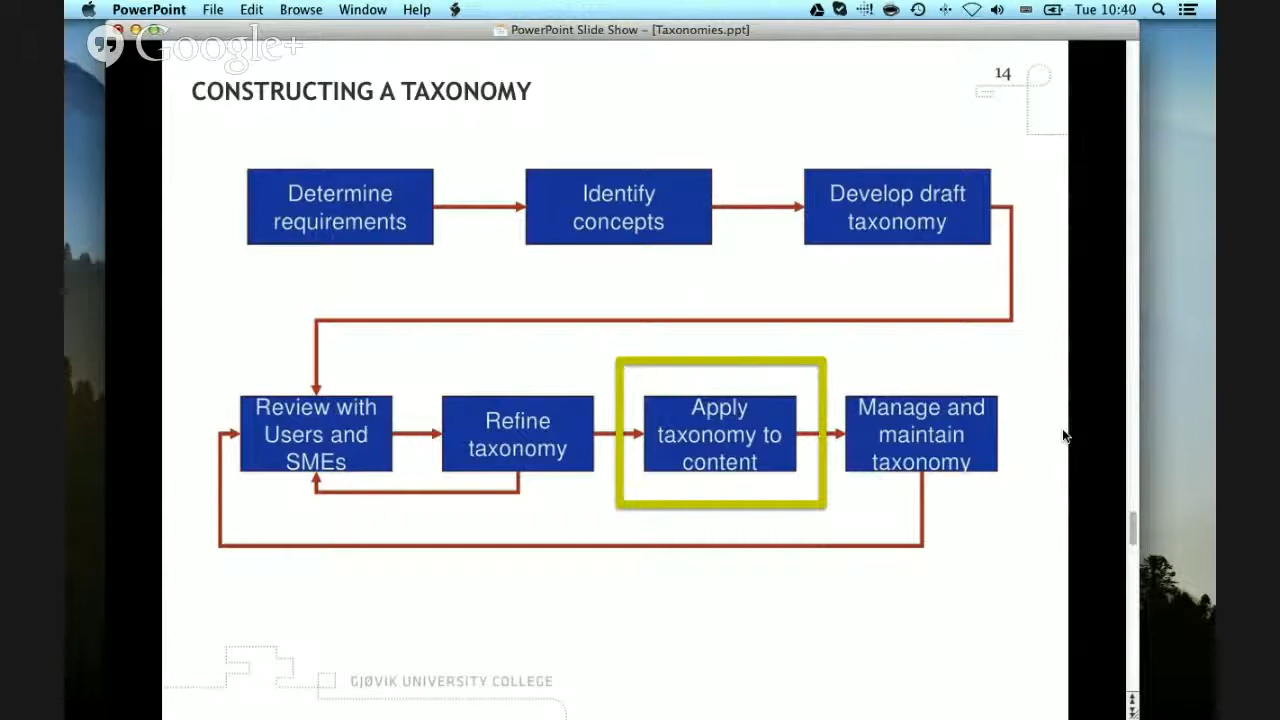 PowerPoint File Edit Browse Window Help Tue 10:40
PowerPoint Slide Show – [Taxonomies.ppt]
Google+
CONSTRUCTING A TAXONOMY
14
Determine
requirements
Identify
concepts
Develop draft
taxonomy
Review with
Users and
SMEs
Refine
taxonomy
Apply
taxonomy to
content
Manage and
maintain
taxonomy
GJØVIK UNIVERSITY COLLEGE